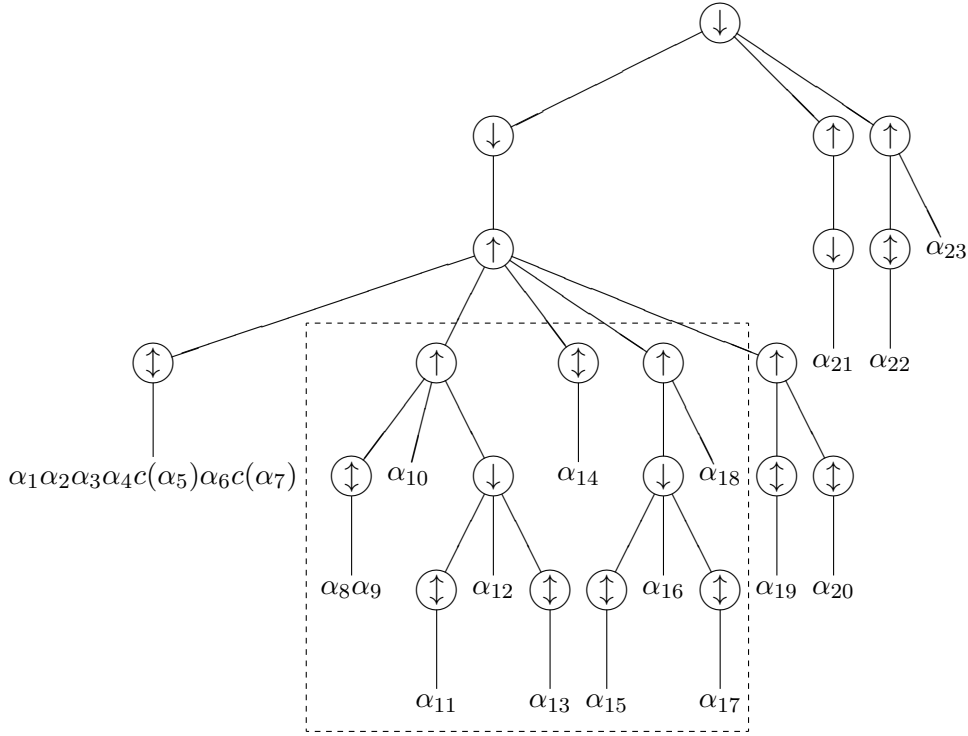 ↓
↓ ↑ ↑
↑ ↓ ↕ α₂₃
↕ ↑ ↕ ↑ ↑ α₂₁ α₂₂
α₁α₂α₃α₄c(α₅)α₆c(α₇) ↕ α₁₀ ↓ α₁₄ ↓ α₁₈ ↕ ↕
α₈α₉ ↕ α₁₂ ↕ ↕ α₁₆ ↕ α₁₉ α₂₀
α₁₁ α₁₃ α₁₅ α₁₇